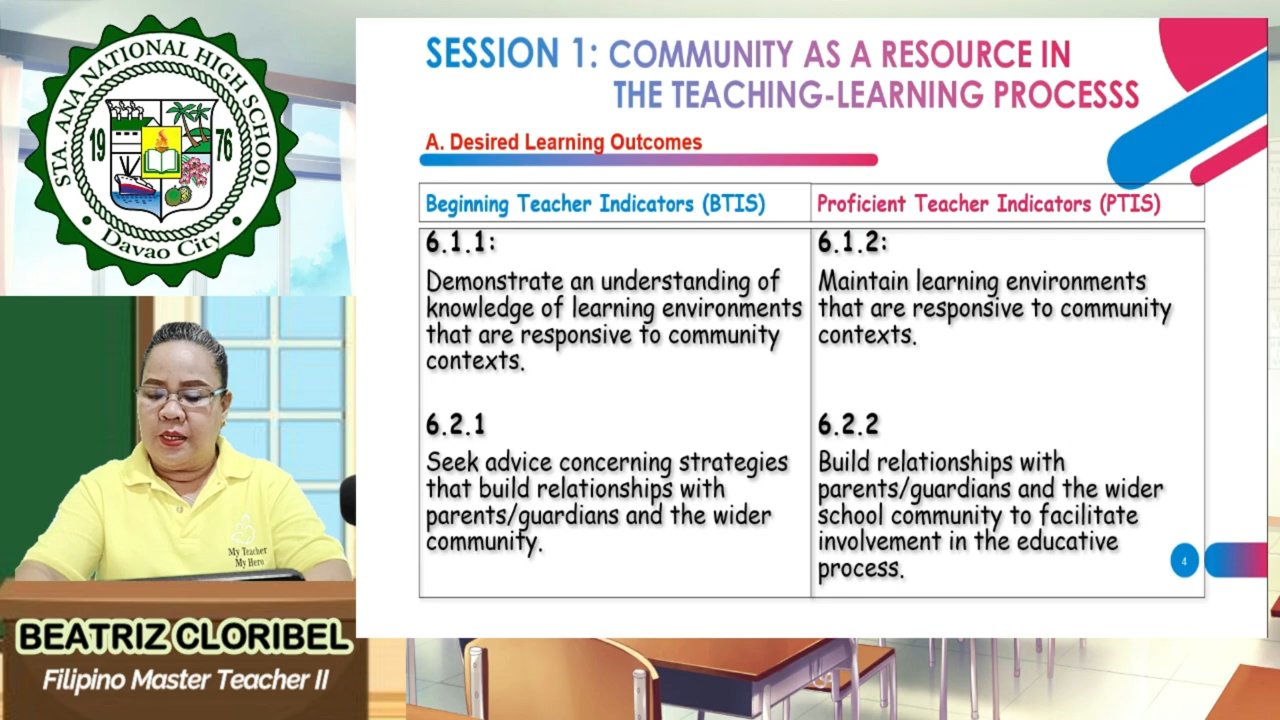 STA. ANA NATIONAL HIGH SCHOOL
19 76
Davao City
My Teacher
My Hero
BEATRIZ CLORIBEL
Filipino Master Teacher II
SESSION 1: COMMUNITY AS A RESOURCE IN
THE TEACHING-LEARNING PROCESSS
A. Desired Learning Outcomes
Beginning Teacher Indicators (BTIS)
6.1.1:
Demonstrate an understanding of
knowledge of learning environments
that are responsive to community
contexts.
6.2.1
Seek advice concerning strategies
that build relationships with
parents/guardians and the wider
community.
Proficient Teacher Indicators (PTIS)
6.1.2:
Maintain learning environments
that are responsive to community
contexts.
6.2.2
Build relationships with
parents/guardians and the wider
school community to facilitate
involvement in the educative
process.
4